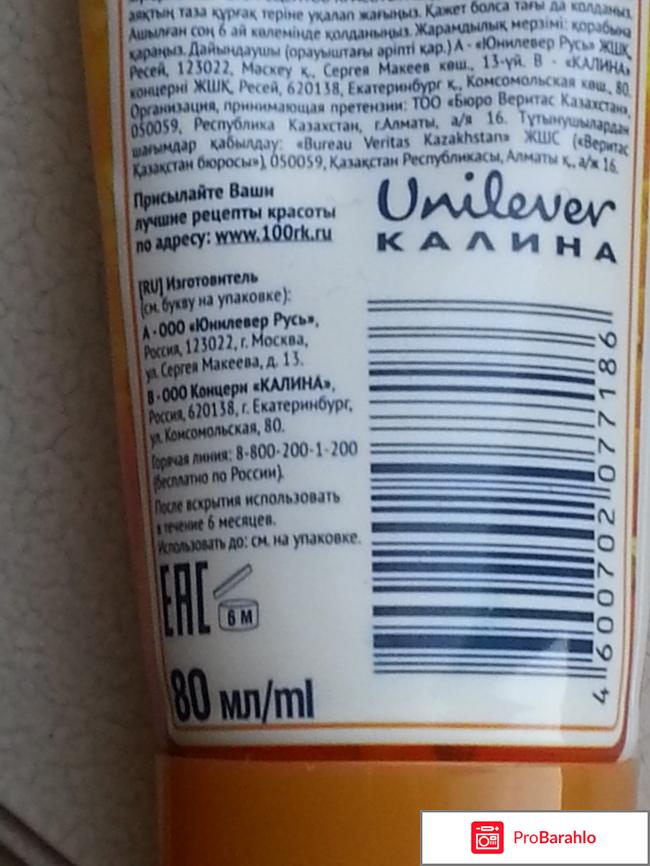 аяқтың таза құрғақ теріне уқалап жағыңыз. Қажет болса тағы да қолданыңыз.
Ашылған соң 6 ай көлемінде қолданыңыз. Жарамдылық мерзімі: қорабына
қараңыз. Дайындаушы (орауыштағы әріпті қар.) А - «Юнилевер Русь» ЖШҚ,
Ресей, 123022, Мәскеу қ., Сергея Макеев көш., 13-үй. В - «КАЛИНА»
концерні ЖШҚ, Ресей, 620138, Екатеринбург қ., Комсомольская көш., 80.
Организация, принимающая претензии: ТОО «Бюро Веритас Казахстан»,
050059, Республика Казахстан, г.Алматы, а/я 16. Тұтынушылардан
шағымдар қабылдау: «Bureau Veritas Kazakhstan» ЖШС («Веритас
Қазақстан бюросы»), 050059, Қазақстан Республикасы, Алматы қ., а/ж 16.
Присылайте Ваши
лучшие рецепты красоты
по адресу: www.100rk.ru
Unilever
КАЛИНА
[RU] Изготовитель
(см. букву на упаковке):
А - ООО «Юнилевер Русь»,
Россия, 123022, г. Москва,
ул. Сергея Макеева, д. 13.
В - ООО Концерн «КАЛИНА»,
Россия, 620138, г. Екатеринбург,
ул. Комсомольская, 80.
Горячая линия: 8-800-200-1-200
(бесплатно по России).
После вскрытия использовать
в течение 6 месяцев.
Использовать до: см. на упаковке.
EAC
6 M
80 мл/ml
4600702077186
ProBarahlo